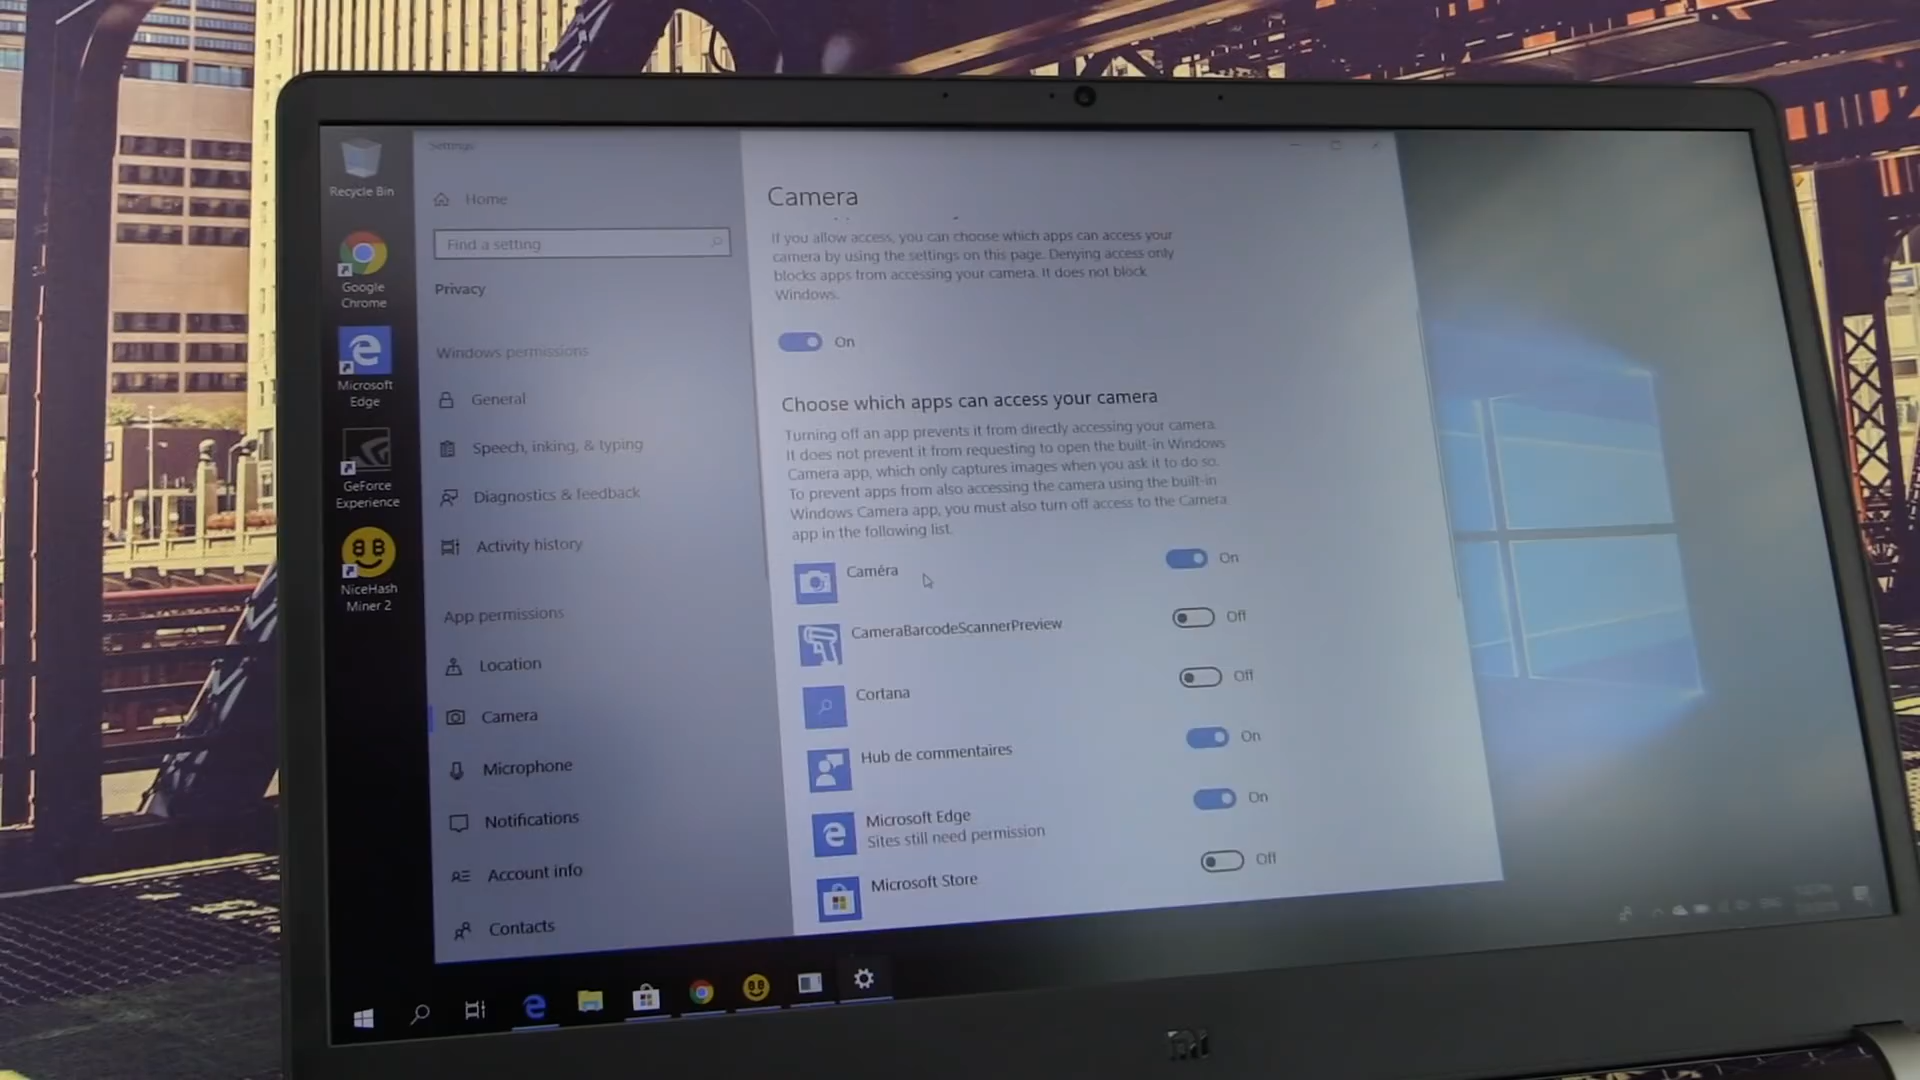 Settings
Recycle Bin
Google
Chrome
Microsoft
Edge
GeForce
Experience
NiceHash
Miner 2
Home
Find a setting
Privacy
Windows permissions
General
Speech, inking, & typing
Diagnostics & feedback
Activity history
App permissions
Location
Camera
Microphone
Notifications
Account info
Contacts
Camera
If you allow access, you can choose which apps can access your
camera by using the settings on this page. Denying access only
blocks apps from accessing your camera. It does not block
Windows.
On
Choose which apps can access your camera
Turning off an app prevents it from directly accessing your camera.
It does not prevent it from requesting to open the built-in Windows
Camera app, which only captures images when you ask it to do so.
To prevent apps from also accessing the camera using the built-in
Windows Camera app, you must also turn off access to the Camera
app in the following list.
Caméra On
CameraBarcodeScannerPreview Off
Cortana Off
Hub de commentaires On
Microsoft Edge On
Sites still need permission
Microsoft Store Off
mi